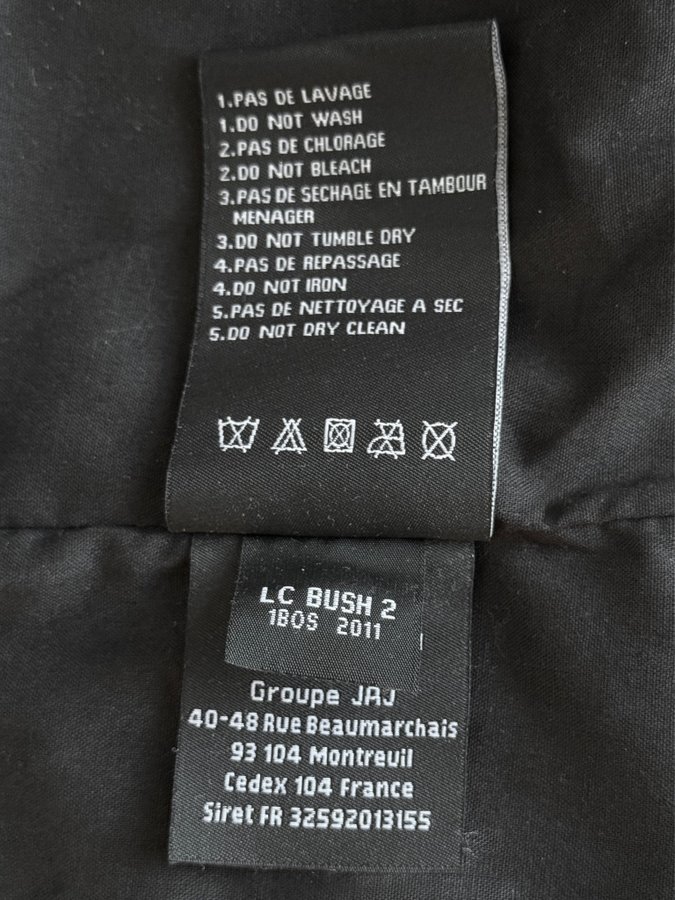 1.PAS DE LAVAGE
1.DO NOT WASH
2.PAS DE CHLORAGE
2.DO NOT BLEACH
3.PAS DE SECHAGE EN TAMBOUR
MENAGER
3.DO NOT TUMBLE DRY
4.PAS DE REPASSAGE
4.DO NOT IRON
5.PAS DE NETTOYAGE A SEC
5.DO NOT DRY CLEAN
LC BUSH 2
1BOS 2011
Groupe JAJ
40-48 Rue Beaumarchais
93 104 Montreuil
Cedex 104 France
Siret FR 32592013155